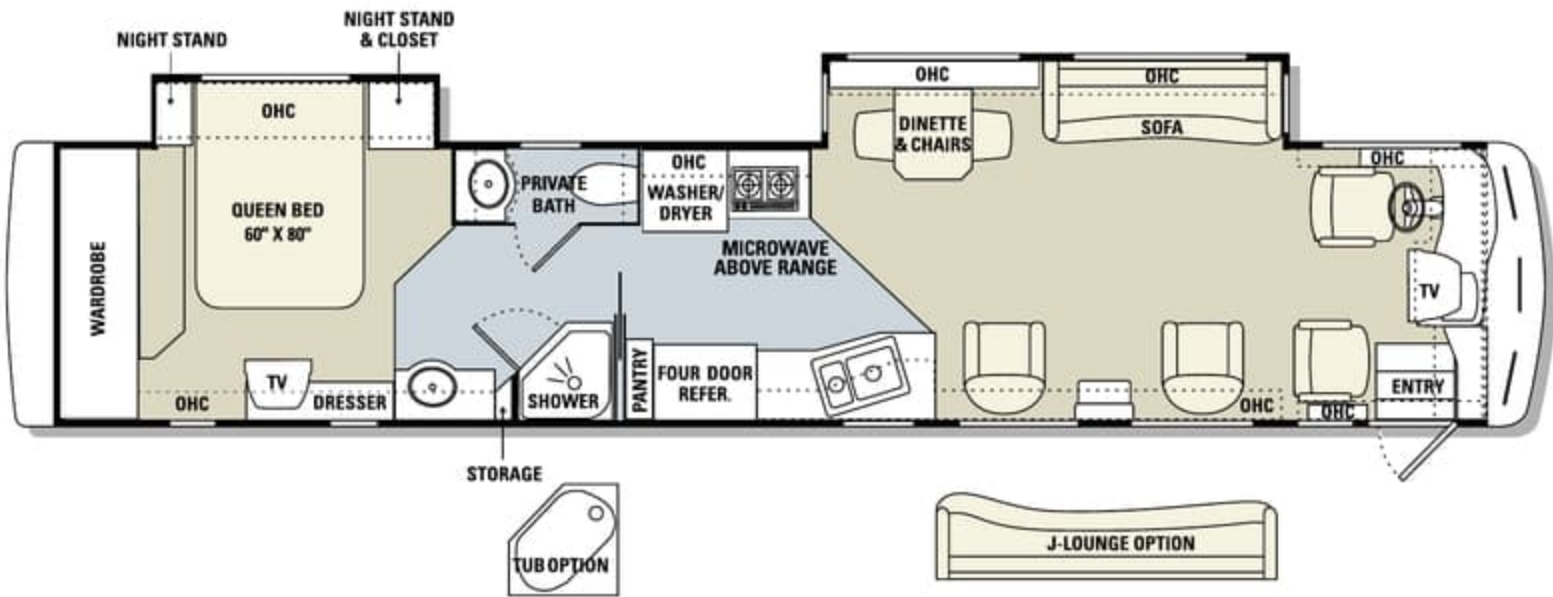 NIGHT STAND
NIGHT STAND
& CLOSET
OHC
QUEEN BED
60" X 80"
WARDROBE
TV
OHC
DRESSER
PRIVATE
BATH
OHC
WASHER/
DRYER
MICROWAVE
ABOVE RANGE
STORAGE
SHOWER
PANTRY
FOUR DOOR
REFER.
OHC
DINETTE
& CHAIRS
OHC
SOFA
OHC
TV
ENTRY
OHC
OHC
TUB OPTION
J-LOUNGE OPTION